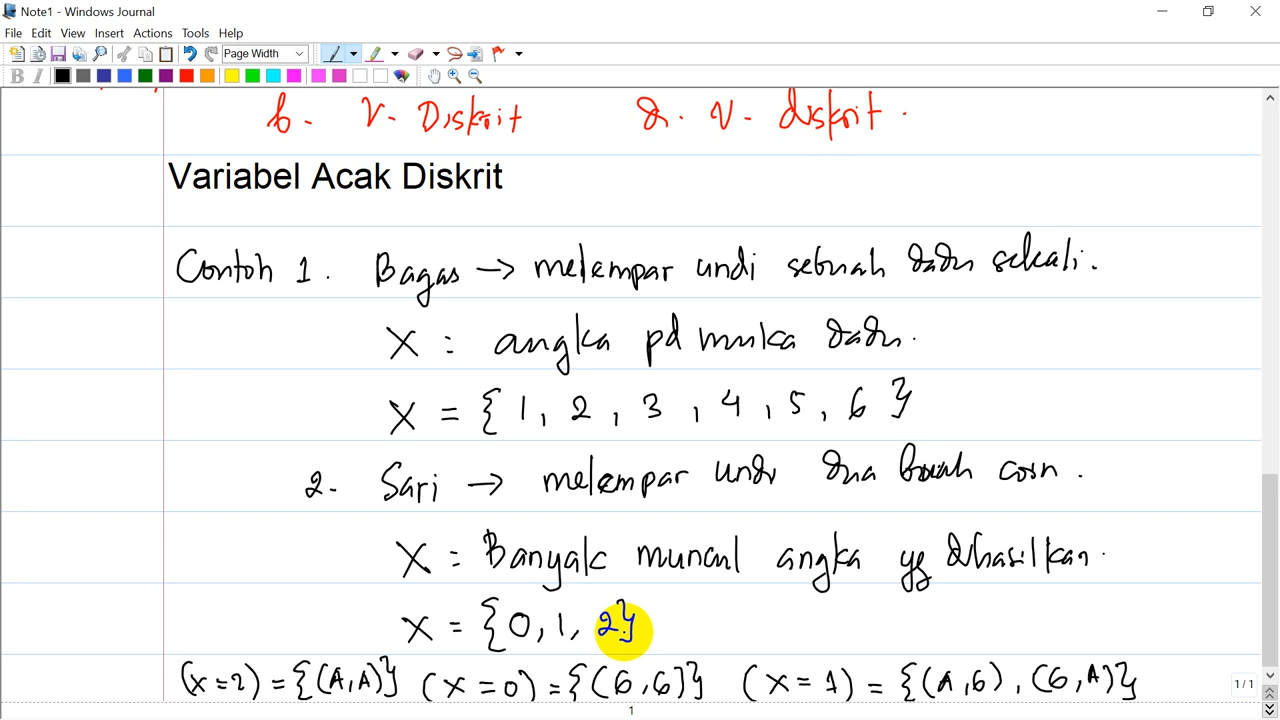 Note1 - Windows Journal
File Edit View Insert Actions Tools Help
Page Width
B I
b. V. Diskrit d. V. diskrit.
Variabel Acak Diskrit
Contoh 1. Bagas → melempar undi sebuah dadu sekali.
X : angka pd muka dadu.
X = {1, 2, 3, 4, 5, 6}
2. Sari → melempar undi dua buah coin.
X = Banyak muncul angka yg dihasilkan.
X = {0, 1, 2}
(x=2) = {(A,A)} (x=0) = {(G,G)} (x=1) = {(A,G), (G,A)}
1/1
1